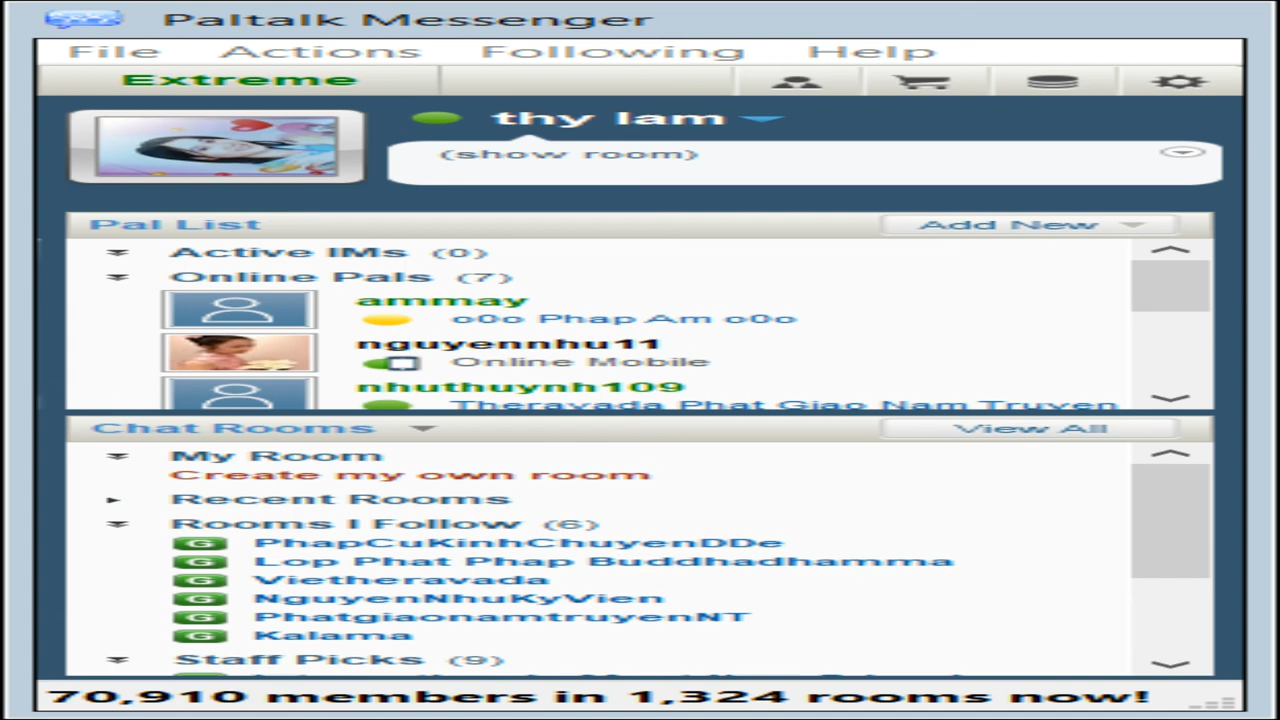 Paltalk Messenger
File Actions Following Help
Extreme
thy lam
(show room)
Pal List Add New
Active IMs (0)
Online Pals (7)
ammay
o0o Phap Am o0o
nguyennhu11
Online Mobile
nhuthuynh109
Theravada Phat Giao Nam Truyen
Chat Rooms View All
My Room
Create my own room
Recent Rooms
Rooms I Follow (6)
G PhapCuKinhChuyenDDe
G Lop Phat Phap Buddhadhamma
G Vietheravada
G NguyenNhuKyVien
G PhatgiaonamtruyenNT
G Kalama
Staff Picks (9)
70,910 members in 1,324 rooms now!